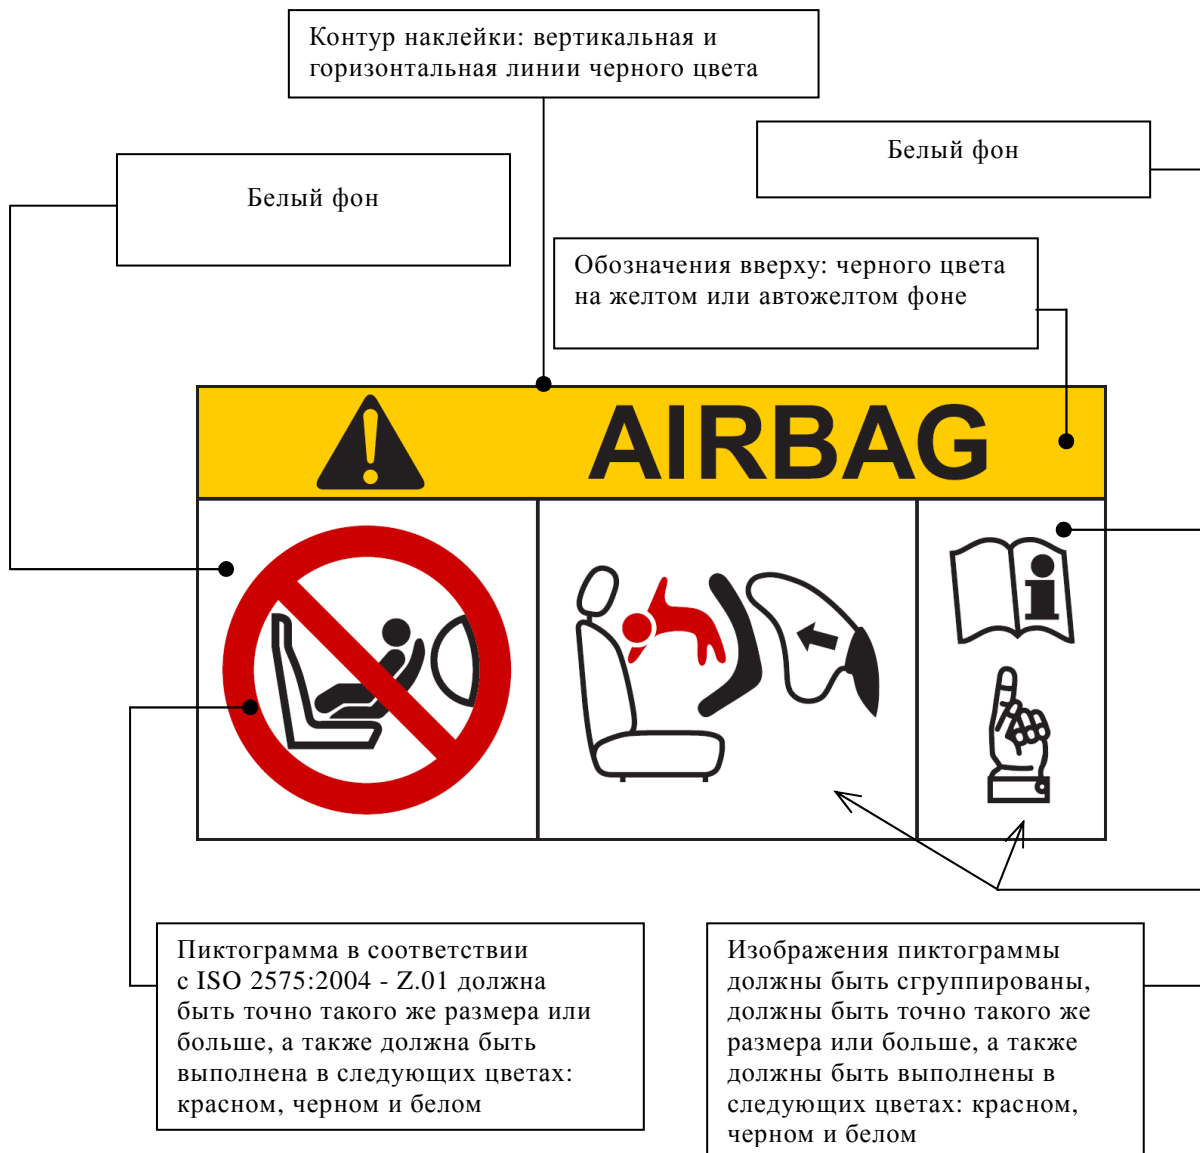 Контур наклейки: вертикальная и
горизонтальная линии черного цвета
Белый фон
Белый фон
Обозначения вверху: черного цвета
на желтом или автожелтом фоне
AIRBAG
Пиктограмма в соответствии
с ISO 2575:2004 - Z.01 должна
быть точно такого же размера или
больше, а также должна быть
выполнена в следующих цветах:
красном, черном и белом
Изображения пиктограммы
должны быть сгруппированы,
должны быть точно такого же
размера или больше, а также
должны быть выполнены в
следующих цветах: красном,
черном и белом